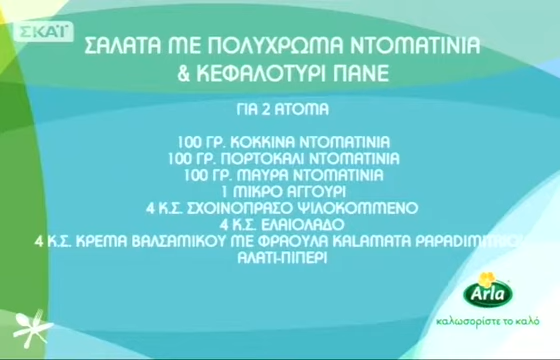 ΣΚΑΪ
ΣΑΛΑΤΑ ΜΕ ΠΟΛΥΧΡΩΜΑ ΝΤΟΜΑΤΙΝΙΑ
& ΚΕΦΑΛΟΤΥΡΙ ΠΑΝΕ
ΓΙΑ 2 ΑΤΟΜΑ
100 ΓΡ. ΚΟΚΚΙΝΑ ΝΤΟΜΑΤΙΝΙΑ
100 ΓΡ. ΠΟΡΤΟΚΑΛΙ ΝΤΟΜΑΤΙΝΙΑ
100 ΓΡ. ΜΑΥΡΑ ΝΤΟΜΑΤΙΝΙΑ
1 ΜΙΚΡΟ ΑΓΓΟΥΡΙ
4 Κ.Σ. ΣΧΟΙΝΟΠΡΑΣΟ ΨΙΛΟΚΟΜΜΕΝΟ
4 Κ.Σ. ΕΛΑΙΟΛΑΔΟ
4 Κ.Σ. ΚΡΕΜΑ ΒΑΛΣΑΜΙΚΟΥ ΜΕ ΦΡΑΟΥΛΑ KALAMATA PAPADIMITRIOU
ΑΛΑΤΙ-ΠΙΠΕΡΙ
Arla
καλωσορίστε το καλό